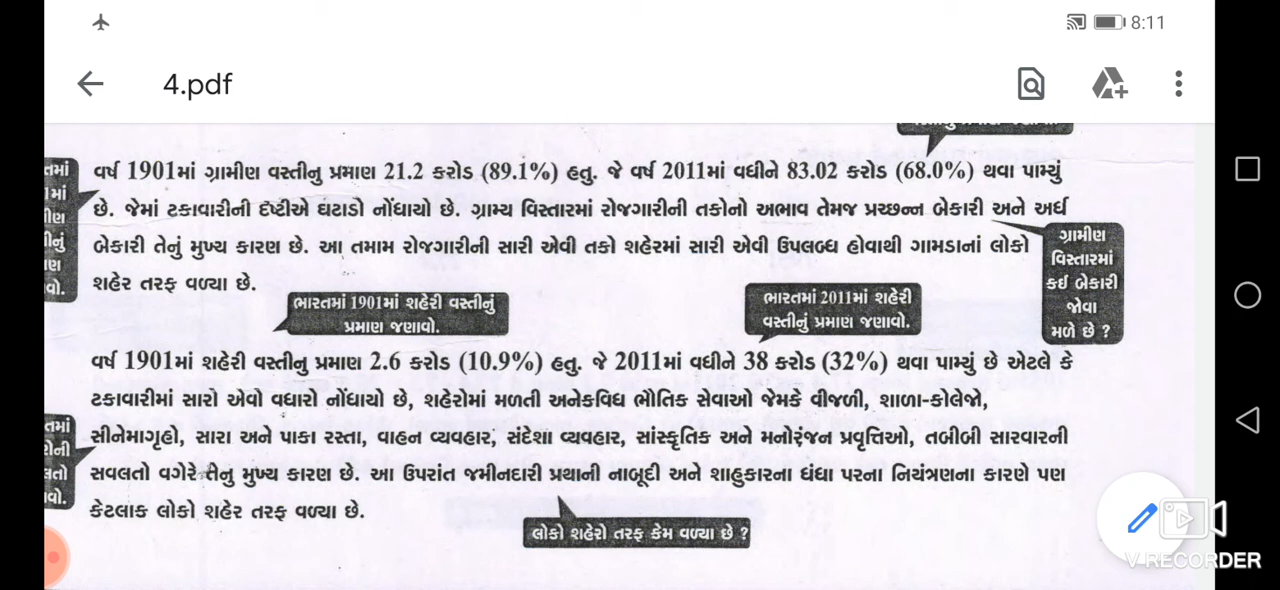 8:11
4.pdf
તમાં
૧માં
વર્ષ 1901માં ગ્રામીણ વસ્તીનુ પ્રમાણ 21.2 કરોડ (89.1%) હતુ. જે વર્ષ 2011માં વધીને 83.02 કરોડ (68.0%) થવા પામ્યું
છે. જેમાં ટકાવારીની દૃષ્ટીએ ઘટાડો નોંધાયો છે. ગ્રામ્ય વિસ્તારમાં રોજગારીની તકોનો અભાવ તેમજ પ્રચ્છન્ન બેકારી અને અર્ધ
બેકારી તેનું મુખ્ય કારણ છે. આ તમામ રોજગારીની સારી એવી તકો શહેરમાં સારી એવી ઉપલબ્ધ હોવાથી ગામડાનાં લોકો
શહેર તરફ વળ્યા છે.
ગ્રામીણ
વિસ્તારમાં
કઈ બેકારી
જોવા
મળે છે ?
ભારતમાં 1901માં શહેરી વસ્તીનું
પ્રમાણ જણાવો.
ભારતમાં 2011માં શહેરી
વસ્તીનું પ્રમાણ જણાવો.
વર્ષ 1901માં શહેરી વસ્તીનુ પ્રમાણ 2.6 કરોડ (10.9%) હતુ. જે 2011માં વધીને 38 કરોડ (32%) થવા પામ્યું છે એટલે કે
ટકાવારીમાં સારો એવો વધારો નોંધાયો છે, શહેરોમાં મળતી અનેકવિધ ભૌતિક સેવાઓ જેમકે વીજળી, શાળા-કોલેજો,
સીનેમાગૃહો, સારા અને પાકા રસ્તા, વાહન વ્યવહાર, સંદેશા વ્યવહાર, સાંસ્કૃતિક અને મનોરંજન પ્રવૃત્તિઓ, તબીબી સારવારની
સવલતો વગેરે તેનુ મુખ્ય કારણ છે. આ ઉપરાંત જમીનદારી પ્રથાની નાબૂદી અને શાહુકારના ધંધા પરના નિયંત્રણના કારણે પણ
કેટલાક લોકો શહેર તરફ વળ્યા છે.
લોકો શહેરો તરફ કેમ વળ્યા છે ?
V RECORDER